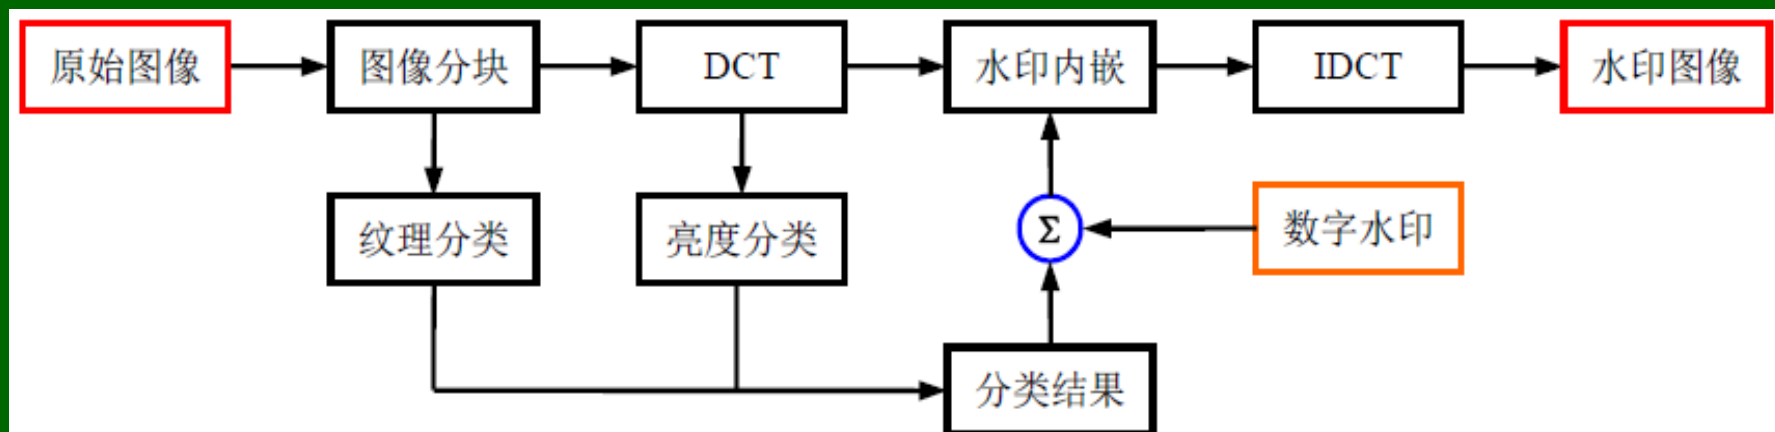 原始图像
图像分块
DCT
水印内嵌
IDCT
水印图像
纹理分类
亮度分类
Σ
数字水印
分类结果